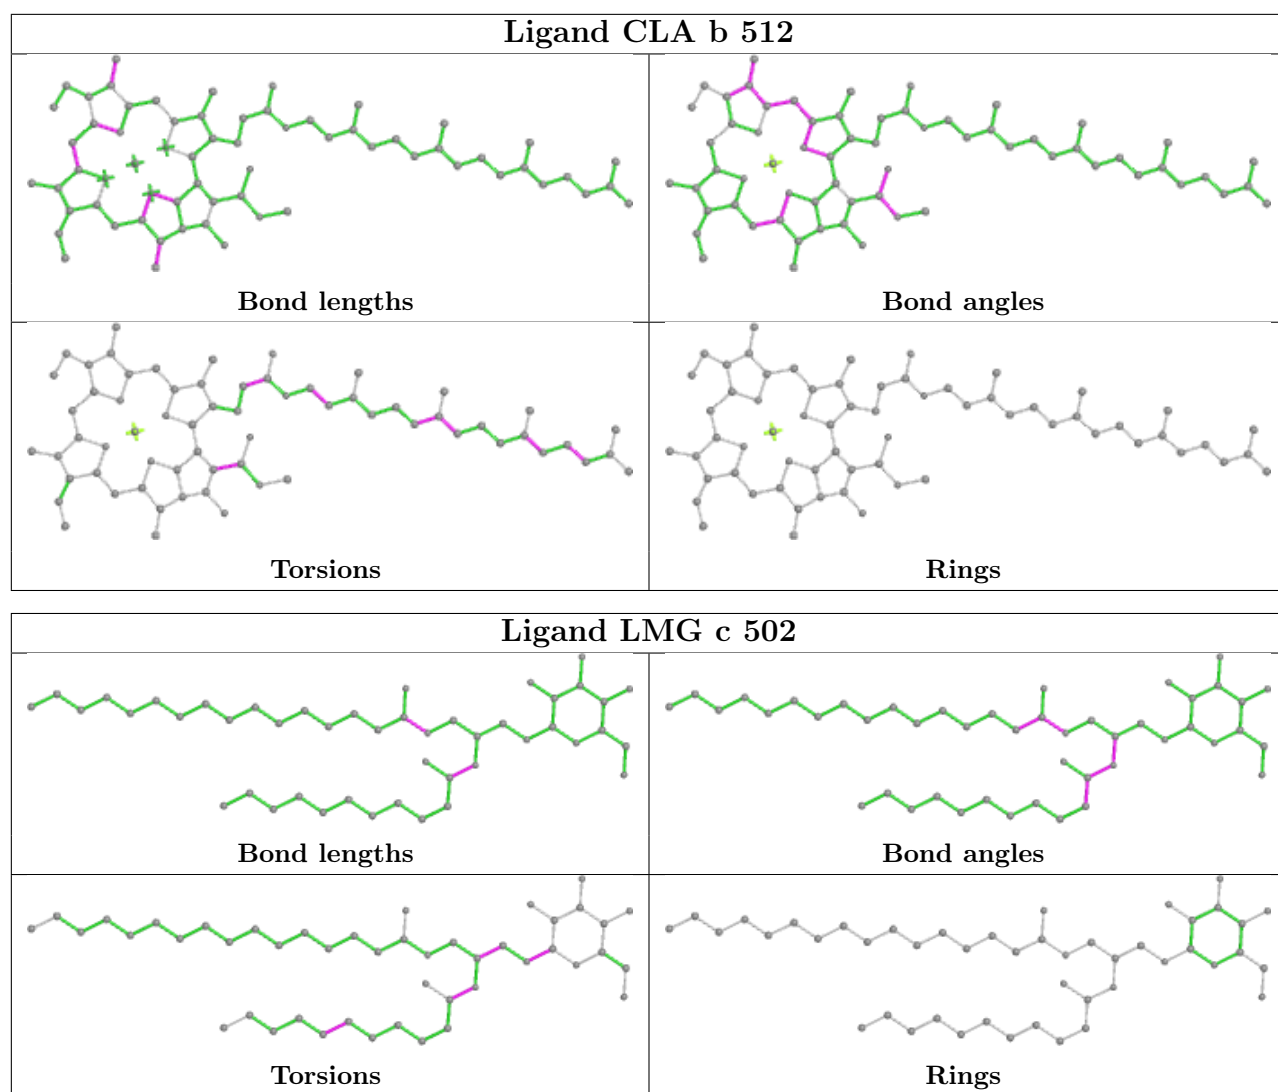 Ligand CLA b 512
Bond lengths
Bond angles
Torsions
Rings
Ligand LMG c 502
Bond lengths
Bond angles
Torsions
Rings